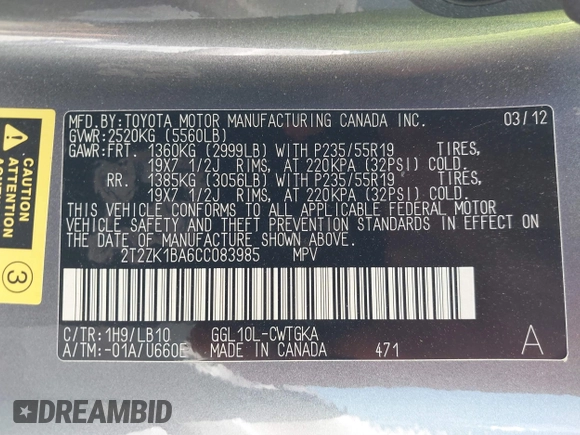 MFD.BY:TOYOTA MOTOR MANUFACTURING CANADA INC. 03/12
GVWR:2520KG (5560LB)
GAWR:FRT. 1360KG (2999LB) WITH P235/55R19 TIRES,
19X7 1/2J RIMS, AT 220KPA (32PSI) COLD.
RR. 1385KG (3056LB) WITH P235/55R19 TIRES,
19X7 1/2J RIMS, AT 220KPA (32PSI) COLD.
THIS VEHICLE CONFORMS TO ALL APPLICABLE FEDERAL MOTOR
VEHICLE SAFETY AND THEFT PREVENTION STANDARDS IN EFFECT ON
THE DATE OF MANUFACTURE SHOWN ABOVE.
2T2ZK1BA6CC083985 MPV
C/TR:1H9/LB10 GGL10L-CWTGKA
A/TM:-01A/U660E MADE IN CANADA 471 A
CAUTION
ATTENTION
3
DREAMBID